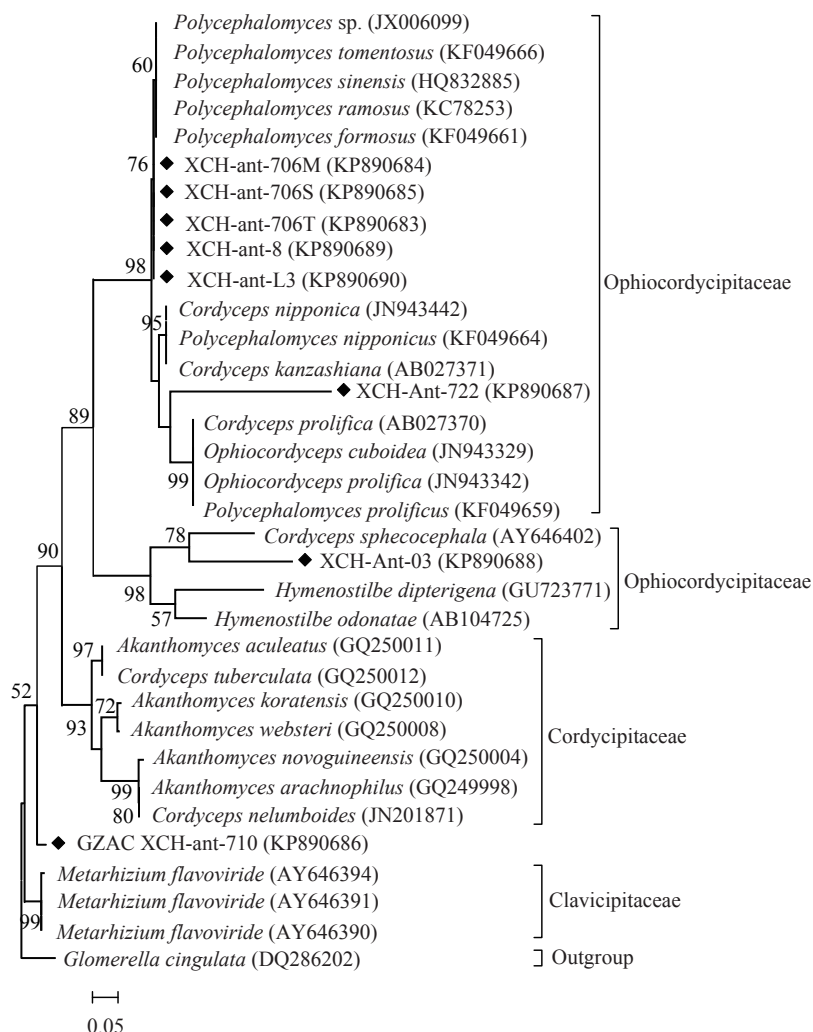 Polycephalomyces sp. (JX006099)
Polycephalomyces tomentosus (KF049666)
60
Polycephalomyces sinensis (HQ832885)
Polycephalomyces ramosus (KC78253)
Polycephalomyces formosus (KF049661)
76
XCH-ant-706M (KP890684)
XCH-ant-706S (KP890685)
XCH-ant-706T (KP890683)
XCH-ant-8 (KP890689)
98
XCH-ant-L3 (KP890690)
Ophiocordycipitaceae
Cordyceps nipponica (JN943442)
95
Polycephalomyces nipponicus (KF049664)
Cordyceps kanzashiana (AB027371)
XCH-Ant-722 (KP890687)
89
Cordyceps prolifica (AB027370)
Ophiocordyceps cuboidea (JN943329)
99
Ophiocordyceps prolifica (JN943342)
Polycephalomyces prolificus (KF049659)
78
Cordyceps sphecocephala (AY646402)
90
XCH-Ant-03 (KP890688)
Ophiocordycipitaceae
98
Hymenostilbe dipterigena (GU723771)
57
Hymenostilbe odonatae (AB104725)
97
Akanthomyces aculeatus (GQ250011)
Cordyceps tuberculata (GQ250012)
52
72
Akanthomyces koratensis (GQ250010)
93
Akanthomyces websteri (GQ250008)
Cordycipitaceae
Akanthomyces novoguineensis (GQ250004)
99
Akanthomyces arachnophilus (GQ249998)
80
Cordyceps nelumboides (JN201871)
GZAC XCH-ant-710 (KP890686)
Metarhizium flavoviride (AY646394)
Metarhizium flavoviride (AY646391)
Clavicipitaceae
99
Metarhizium flavoviride (AY646390)
Glomerella cingulata (DQ286202)
Outgroup
0.05